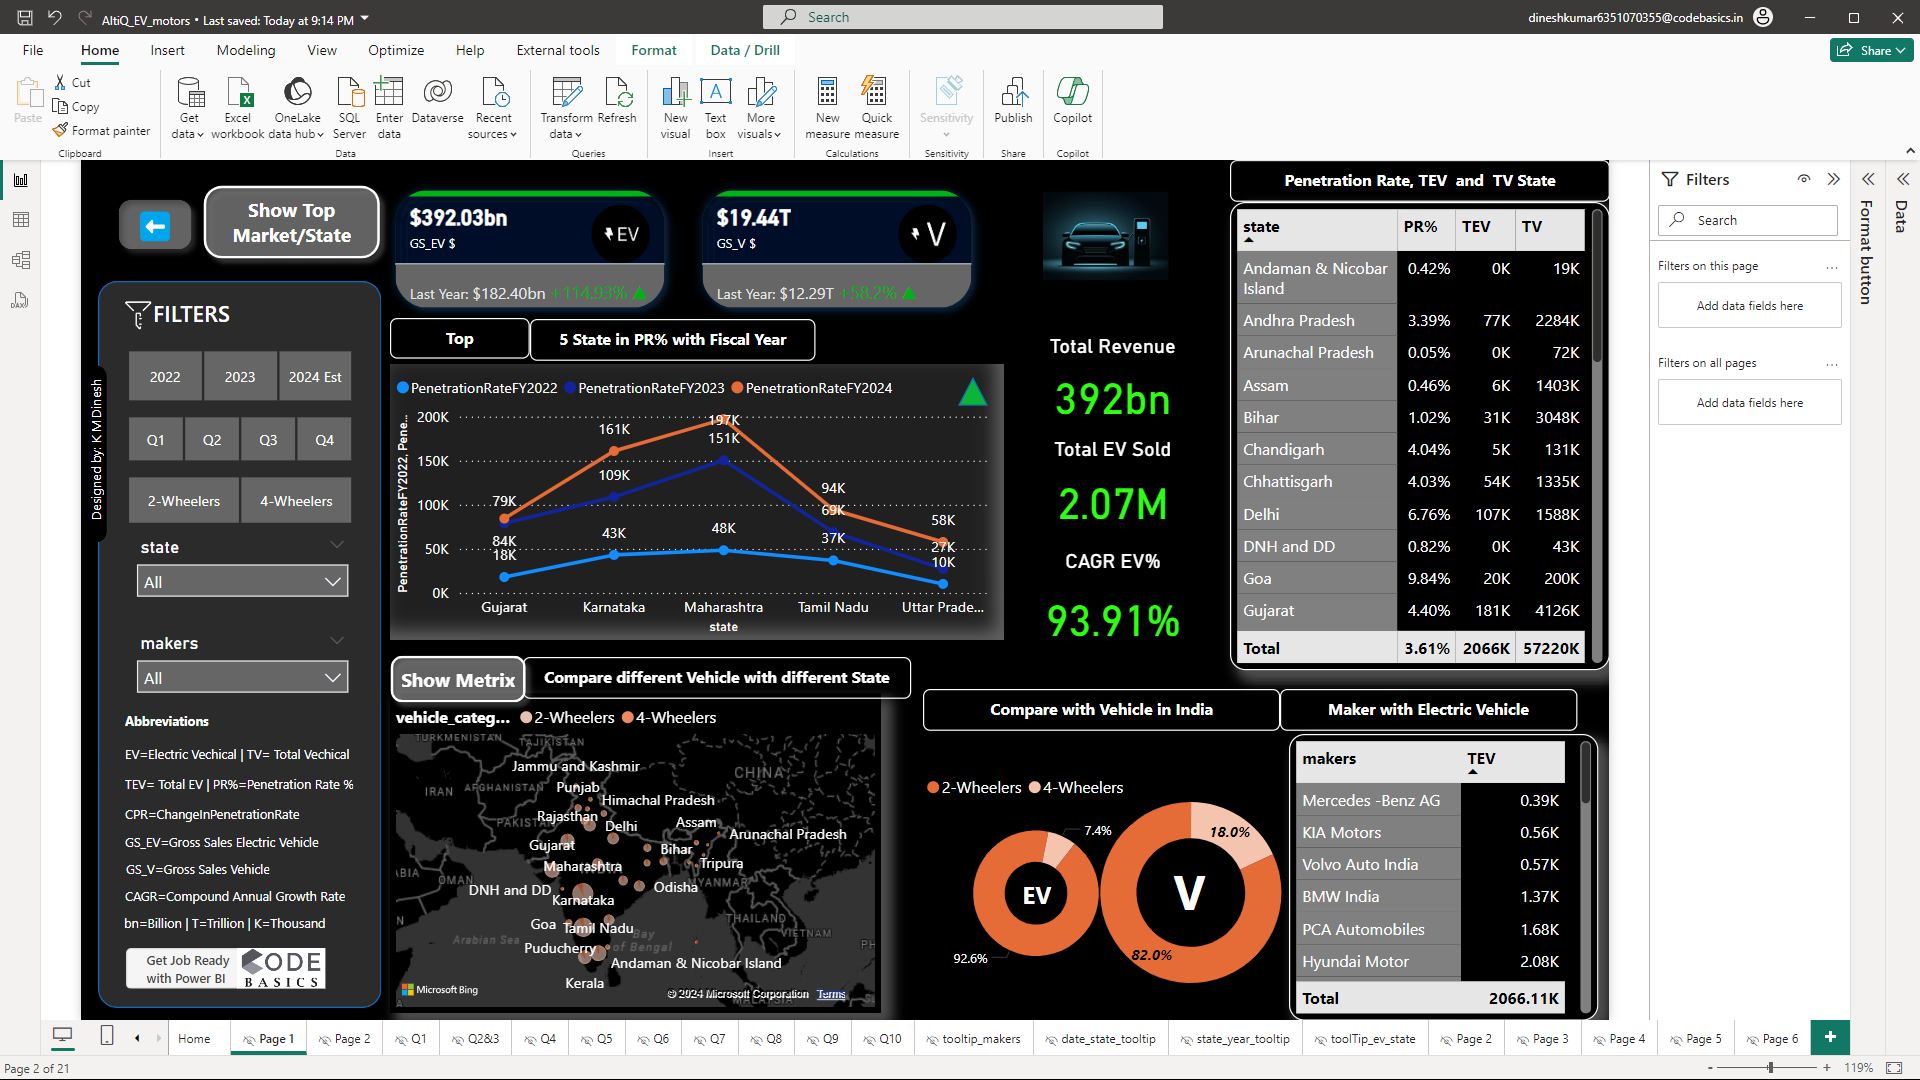 AltiQ_EV_motors • Last saved: Today at 9:14 PM
Search
dineshkumar6351070355@codebasics.in
File
Home
Insert
Modeling
View
Optimize
Help
External tools
Format
Data / Drill
Share
Paste
Cut
Copy
Format painter
Clipboard
Get data
Excel workbook
OneLake data hub
SQL Server
Enter data
Dataverse
Recent sources
Data
Transform data
Refresh
Queries
New visual
Text box
More visuals
Insert
New measure
Quick measure
Calculations
Sensitivity
Sensitivity
Publish
Share
Copilot
Copilot
Show Top
Market/State
$392.03bn
GS_EV $
EV
Last Year: $182.40bn +114.93%
$19.44T
GS_V $
V
Last Year: $12.29T +58.2%
FILTERS
2022
2023
2024 Est
Q1
Q2
Q3
Q4
2-Wheelers
4-Wheelers
state
All
makers
All
Designed by: K M Dinesh
Abbreviations
EV=Electric Vechical | TV= Total Vechical
TEV= Total EV | PR%=Penetration Rate %
CPR=ChangeInPenetrationRate
GS_EV=Gross Sales Electric Vehicle
GS_V=Gross Sales Vehicle
CAGR=Compound Annual Growth Rate
bn=Billion | T=Trillion | K=Thousand
Get Job Ready
with Power BI
CODE
BASICS
Top
5 State in PR% with Fiscal Year
PenetrationRateFY2022
PenetrationRateFY2023
PenetrationRateFY2024
PenetrationRateFY2022, Pene...
200K
150K
100K
50K
0K
79K
84K
18K
161K
109K
43K
197K
151K
48K
94K
69K
37K
58K
27K
10K
Gujarat
Karnataka
Maharashtra
Tamil Nadu
Uttar Prade...
state
Total Revenue
392bn
Total EV Sold
2.07M
CAGR EV%
93.91%
Penetration Rate, TEV and TV State
state PR% TEV TV
Andaman & Nicobar Island 0.42% 0K 19K
Andhra Pradesh 3.39% 77K 2284K
Arunachal Pradesh 0.05% 0K 72K
Assam 0.46% 6K 1403K
Bihar 1.02% 31K 3048K
Chandigarh 4.04% 5K 131K
Chhattisgarh 4.03% 54K 1335K
Delhi 6.76% 107K 1588K
DNH and DD 0.82% 0K 43K
Goa 9.84% 20K 200K
Gujarat 4.40% 181K 4126K
Total 3.61% 2066K 57220K
Show Metrix
Compare different Vehicle with different State
vehicle_categ...
2-Wheelers
4-Wheelers
TURKMENISTAN
TAJIKISTAN
Jammu and Kashmir
CHINA
IRAN
AFGHANISTAN
Punjab
Himachal Pradesh
PAKIST
Rajasthan
Delhi
Assam
Arunachal Pradesh
Gujarat
Bihar
Maharashtra
Tripura
ABIA
OMAN
DNH and DD
Odisha
MYANMAR
Karnataka
THAILAND
Goa
Tamil Nadu
Bay
of Bengal
VIETNAM
PH
Arabian Sea
Puducherry
Andaman & Nicobar Island
Kerala
Microsoft Bing
© 2024 Microsoft Corporation
Terms
Compare with Vehicle in India
2-Wheelers
4-Wheelers
7.4%
EV
92.6%
18.0%
V
82.0%
Maker with Electric Vehicle
makers TEV
Mercedes -Benz AG 0.39K
KIA Motors 0.56K
Volvo Auto India 0.57K
BMW India 1.37K
PCA Automobiles 1.68K
Hyundai Motor 2.08K
Total 2066.11K
Filters
Search
Filters on this page
...
Add data fields here
Filters on all pages
...
Add data fields here
Format button
Data
Home
Page 1
Page 2
Q1
Q2&3
Q4
Q5
Q6
Q7
Q8
Q9
Q10
tooltip_makers
date_state_tooltip
state_year_tooltip
toolTip_ev_state
Page 2
Page 3
Page 4
Page 5
Page 6
+
Page 2 of 21
- + 119%